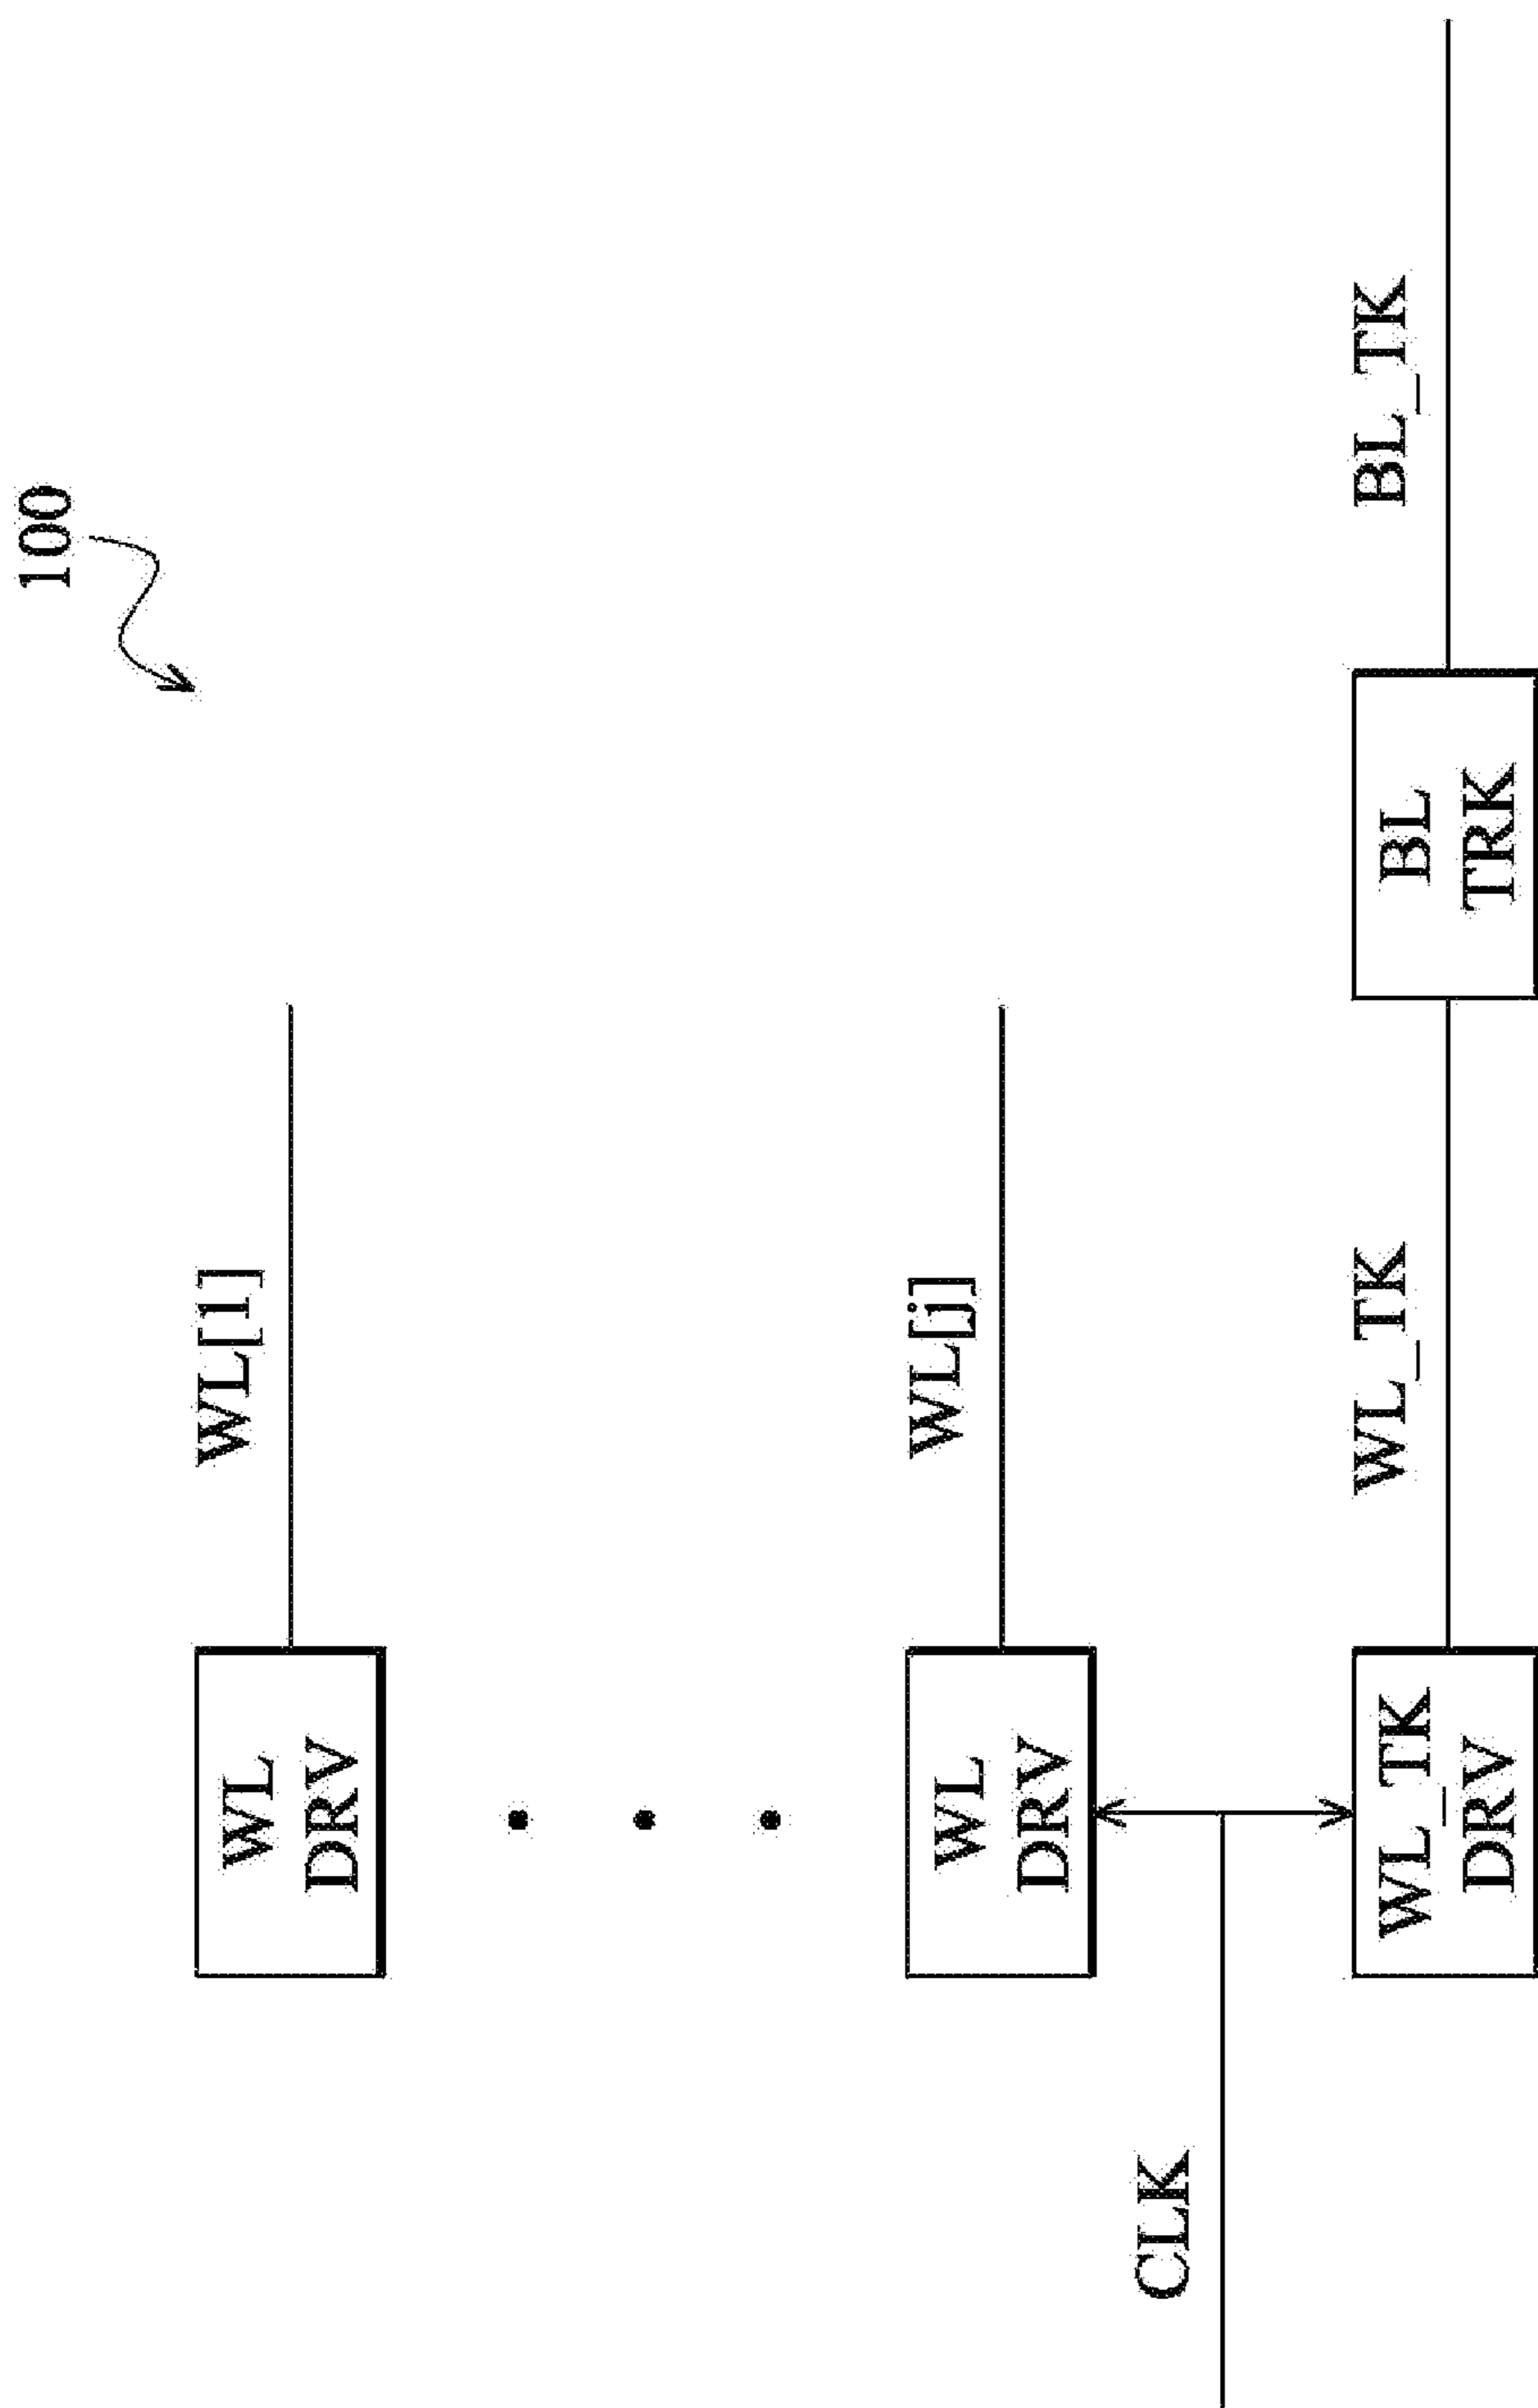 100
WL
DRV
WL[1]
WL
DRV
WL[j]
CLK
WL_TK
DRV
WL_TK
BL
TRK
BL_TK